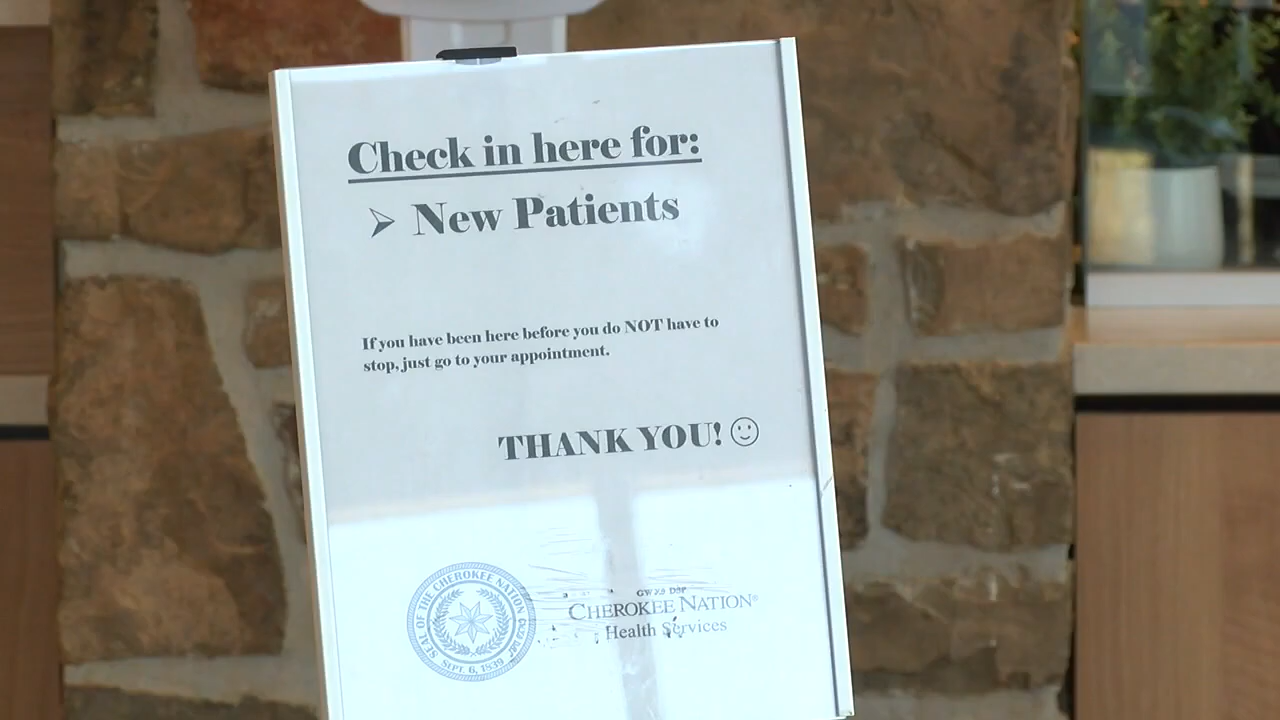 Check in here for:
➢ New Patients
If you have been here before you do NOT have to
stop, just go to your appointment.
THANK YOU! ☺
SEAL OF THE CHEROKEE NATION
SEPT. 6, 1839
CHEROKEE NATION®
Health Services